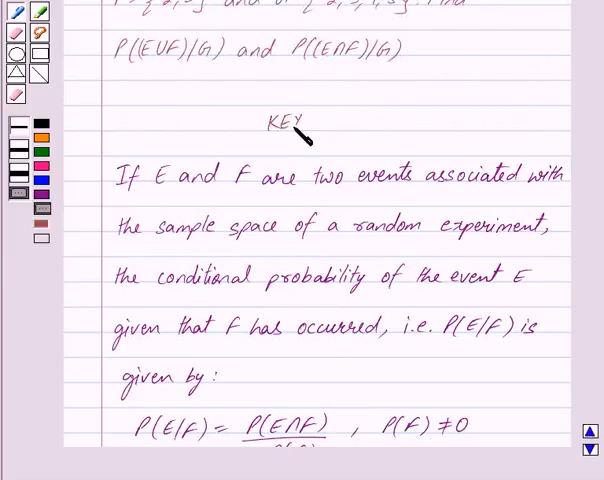 P((EUF)/G) and P((E∩F)/G)
KEY
If E and F are two events associated with
the sample space of a random experiment,
the conditional probability of the event E
given that F has occurred, i.e. P(E/F) is
given by:
P(E/F) = P(E∩F) , P(F) ≠ 0